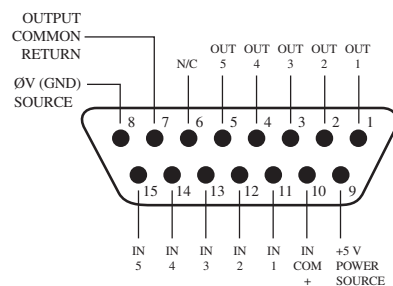 OUTPUT
COMMON
RETURN
ØV (GND)
SOURCE
N/C
OUT
5
OUT
4
OUT
3
OUT
2
OUT
1
8 7 6 5 4 3 2 1
15 14 13 12 11 10 9
IN
5
IN
4
IN
3
IN
2
IN
1
IN
COM
+
+5 V
POWER
SOURCE